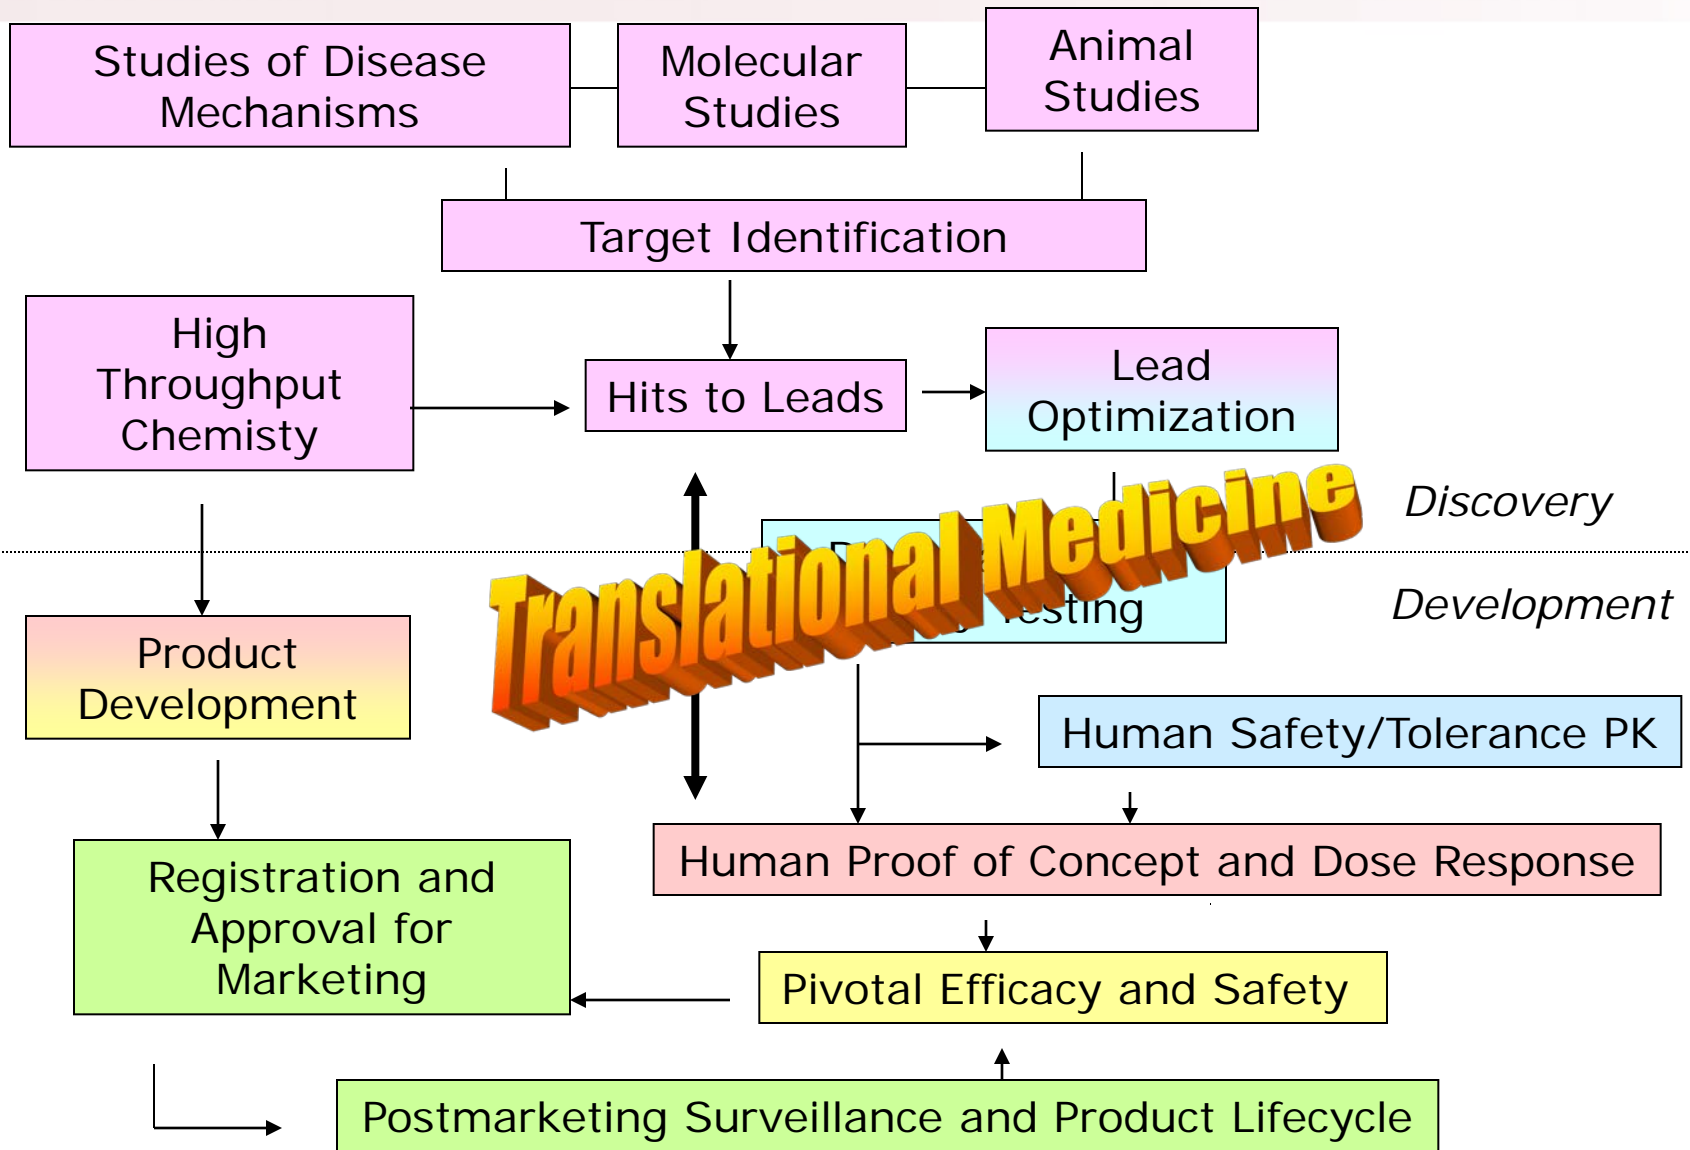 Studies of Disease
Mechanisms
Molecular
Studies
Animal
Studies
Target Identification
High
Throughput
Chemisty
Hits to Leads
Lead
Optimization
Discovery
Translational Medicine
Testing
Development
Product
Development
Human Safety/Tolerance PK
Human Proof of Concept and Dose Response
Registration and
Approval for
Marketing
Pivotal Efficacy and Safety
Postmarketing Surveillance and Product Lifecycle